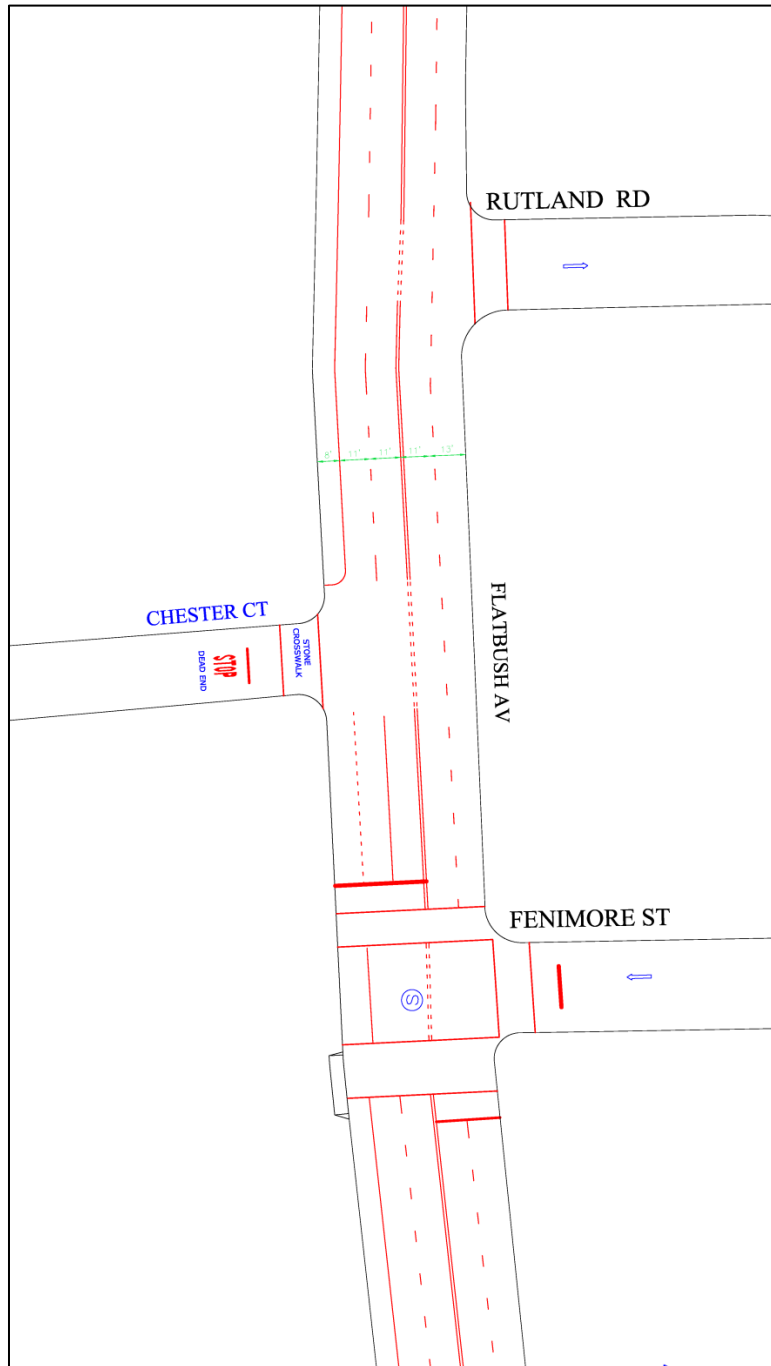 RUTLAND RD
8' 11' 11' 11' 13'
FLATBUSH AV
CHESTER CT
STONE
CROSSWALK
STOP
DEAD END
FENIMORE ST
S